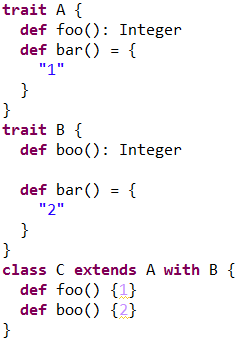 trait A {
  def foo(): Integer
  def bar() = {
    "1"
  }
}
trait B {
  def boo(): Integer

  def bar() = {
    "2"
  }
}
class C extends A with B {
  def foo() {1}
  def boo() {2}
}